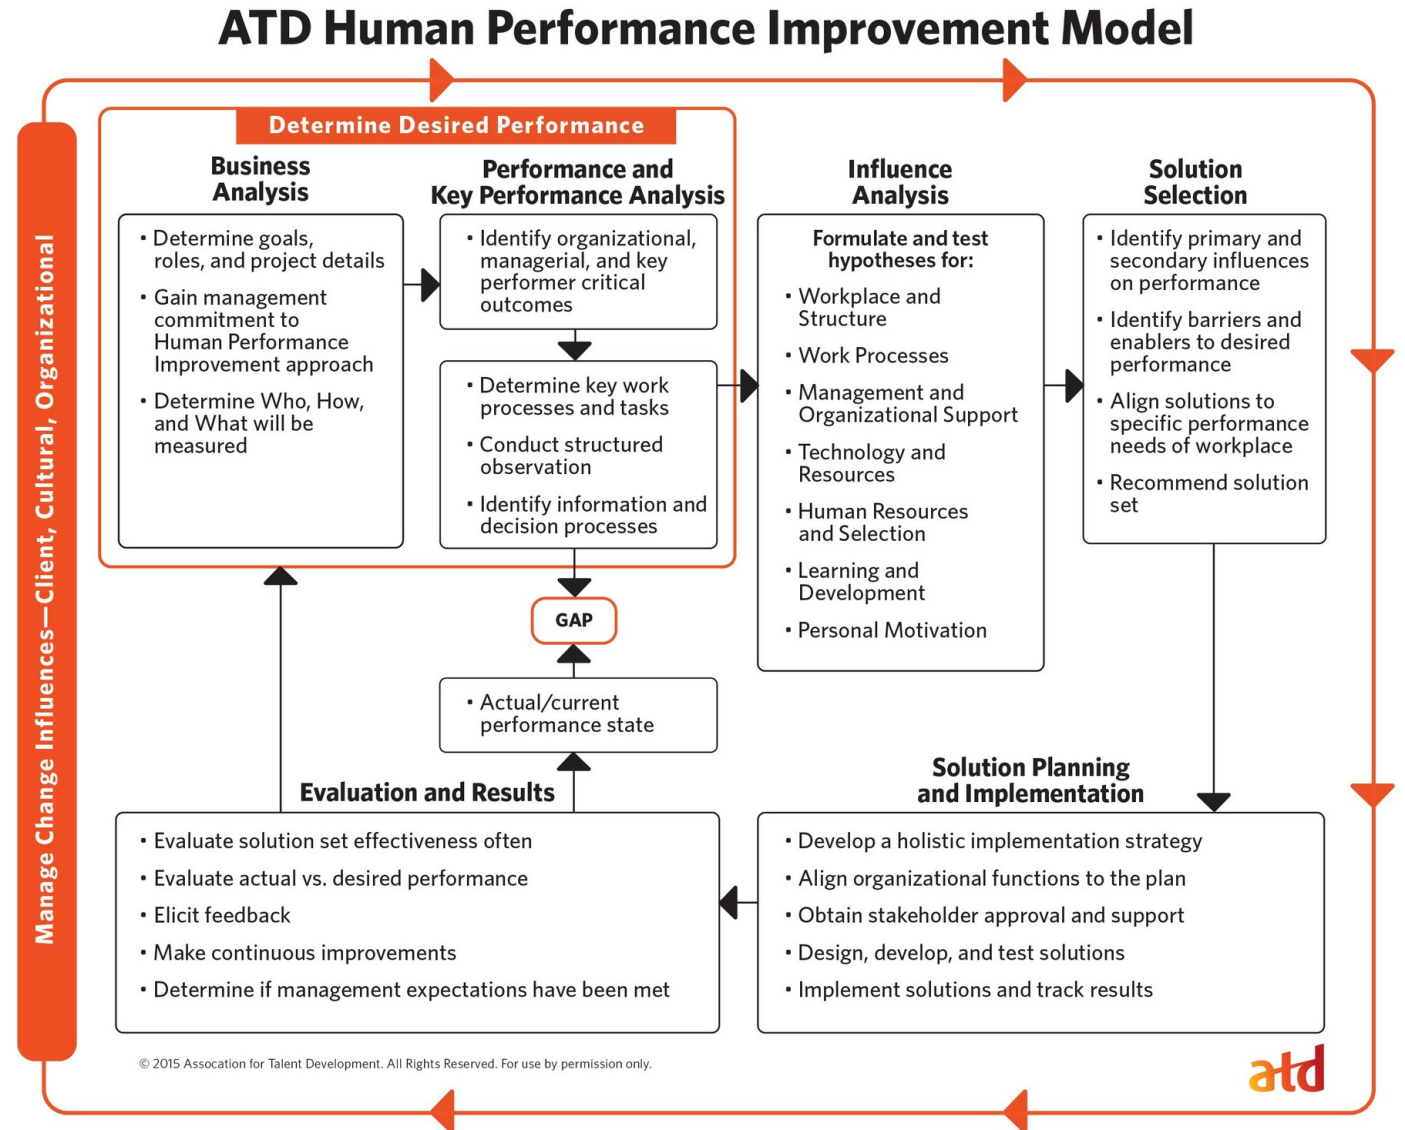 ATD Human Performance Improvement Model
Manage Change Influences—Client, Cultural, Organizational
Determine Desired Performance
Business
Analysis
• Determine goals,
roles, and project details
• Gain management
commitment to
Human Performance
Improvement approach
• Determine Who, How,
and What will be
measured
Performance and
Key Performance Analysis
• Identify organizational,
managerial, and key
performer critical
outcomes
• Determine key work
processes and tasks
• Conduct structured
observation
• Identify information and
decision processes
GAP
• Actual/current
performance state
Influence
Analysis
Formulate and test
hypotheses for:
• Workplace and
Structure
• Work Processes
• Management and
Organizational Support
• Technology and
Resources
• Human Resources
and Selection
• Learning and
Development
• Personal Motivation
Solution
Selection
• Identify primary and
secondary influences
on performance
• Identify barriers and
enablers to desired
performance
• Align solutions to
specific performance
needs of workplace
• Recommend solution
set
Solution Planning
and Implementation
• Develop a holistic implementation strategy
• Align organizational functions to the plan
• Obtain stakeholder approval and support
• Design, develop, and test solutions
• Implement solutions and track results
Evaluation and Results
• Evaluate solution set effectiveness often
• Evaluate actual vs. desired performance
• Elicit feedback
• Make continuous improvements
• Determine if management expectations have been met
© 2015 Assocation for Talent Development. All Rights Reserved. For use by permission only.
atd